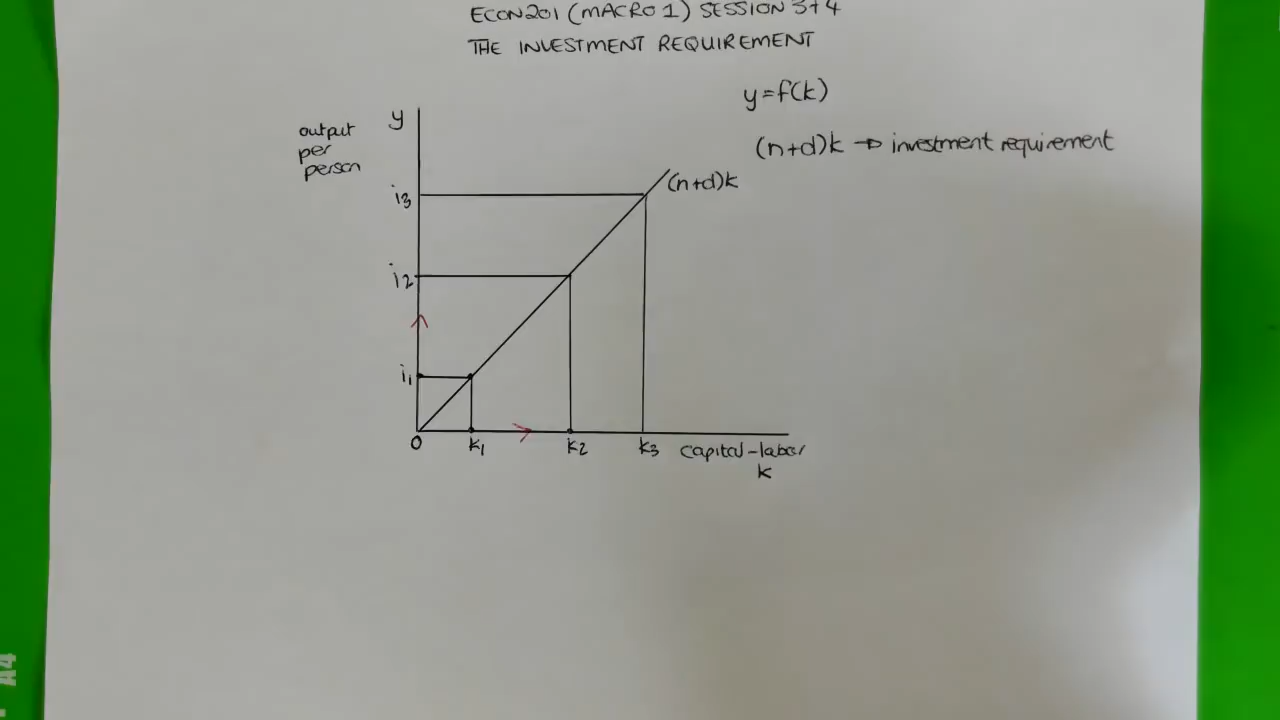 ECON201 (MACRO 1) SESSION 3+4
THE INVESTMENT REQUIREMENT
y=f(k)
(n+d)k → investment requirement
output
per
person
y
i3
(n+d)k
i2
i1
0
k1
k2
k3
capital-labor
k
A4